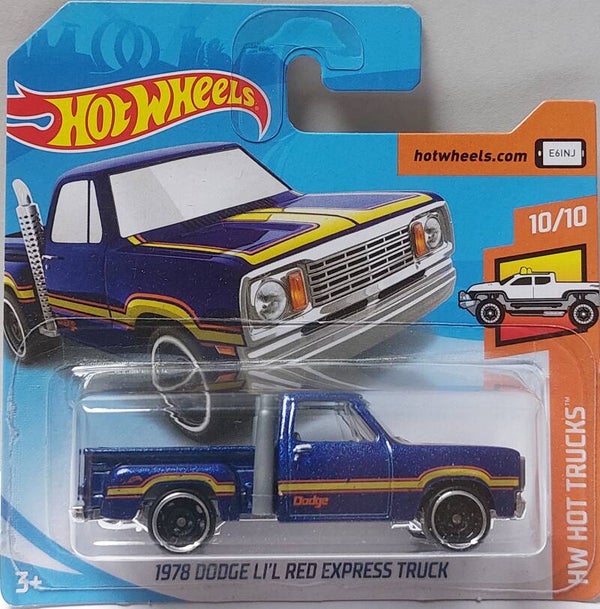 HOT WHEELS
hotwheels.com
E6INJ
10/10
HW HOT TRUCKS™
Dodge
1978 DODGE LI'L RED EXPRESS TRUCK
3+